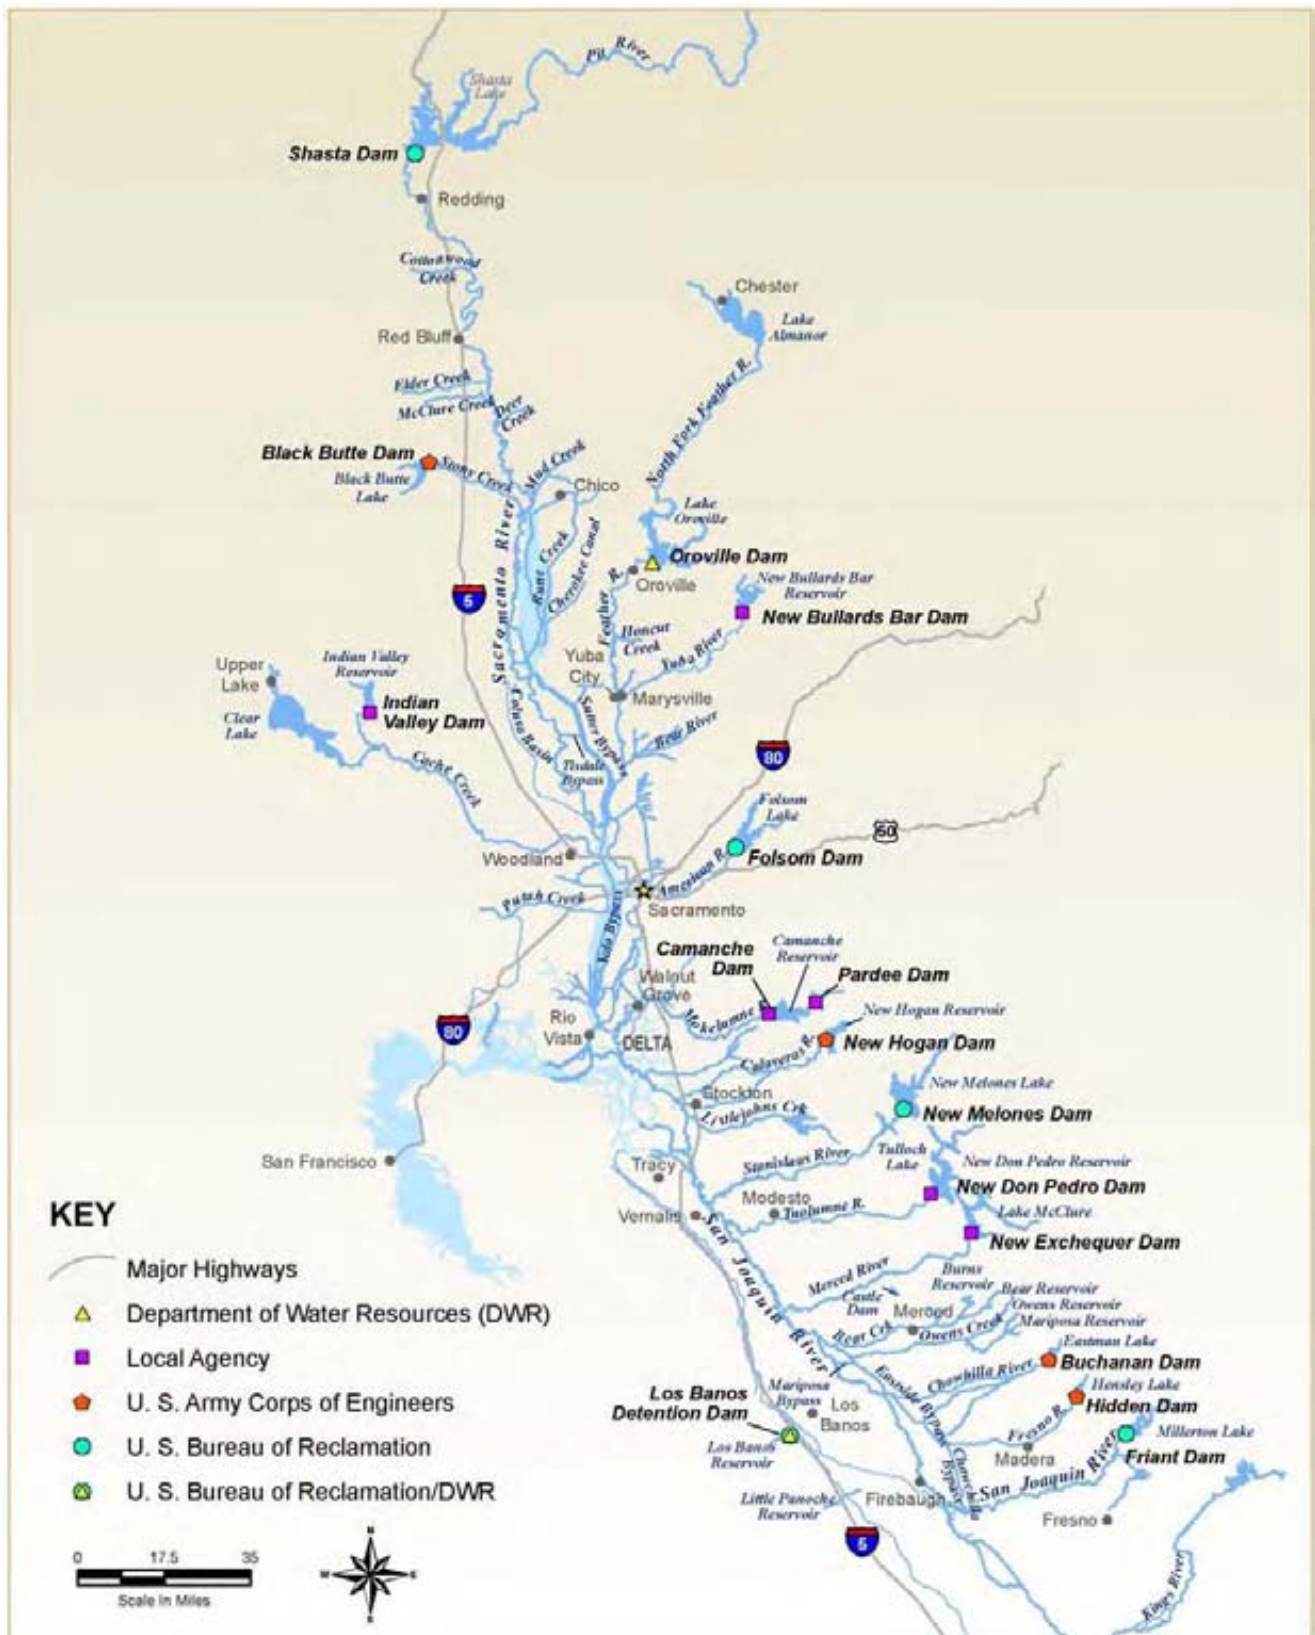 Pit River
Shasta
Lake
Shasta Dam
Redding
Cottonwood
Creek
Chester
Lake
Almanor
Red Bluff
Elder Creek
McClure Creek
Deer
Creek
North Fork Feather R.
Black Butte Dam
Stony Creek
Mud Creek
Black Butte
Lake
Chico
Lake
Oroville
Sacramento River
Butte Creek
Cherokee Canal
Oroville Dam
Oroville
Feather R.
New Bullards Bar
Reservoir
New Bullards Bar Dam
5
Honcut
Creek
Yuba River
Yuba
City
Marysville
Upper
Lake
Indian Valley
Reservoir
Indian
Valley Dam
Clear
Lake
Colusa Basin
Sutter Bypass
Bear River
Tisdale
Bypass
Cache Creek
80
Folsom
Lake
50
Woodland
Folsom Dam
American R.
Putah Creek
Sacramento
Yolo Bypass
Camanche
Dam
Camanche
Reservoir
Pardee Dam
Walnut
Grove
Mokelumne R.
New Hogan Reservoir
Rio
Vista
80
DELTA
Calaveras R.
New Hogan Dam
New Melones Lake
Stockton
Littlejohns Crk
New Melones Dam
San Francisco
Tracy
Stanislaus River
Tulloch
Lake
New Don Pedro Reservoir
Modesto
Tuolumne R.
New Don Pedro Dam
Vernalis
Lake McClure
San Joaquin River
New Exchequer Dam
Merced River
Burns
Reservoir
Castle
Dam
Merced
Bear Reservoir
Owens Reservoir
Mariposa Reservoir
Bear Crk
Owens Creek
Eastman Lake
Chowhilla River
Buchanan Dam
Eastside Bypass
Mariposa
Bypass
Los
Banos
Hensley Lake
Hidden Dam
Los Banos
Detention Dam
Fresno R.
Madera
Millerton Lake
Friant Dam
Los Banos
Reservoir
Chowchilla
Bypass
San Joaquin River
Little Panoche
Reservoir
Firebaugh
Fresno
5
Kings River
KEY
Major Highways
Department of Water Resources (DWR)
Local Agency
U. S. Army Corps of Engineers
U. S. Bureau of Reclamation
U. S. Bureau of Reclamation/DWR
0 17.5 35
Scale In Miles
N
W E
S